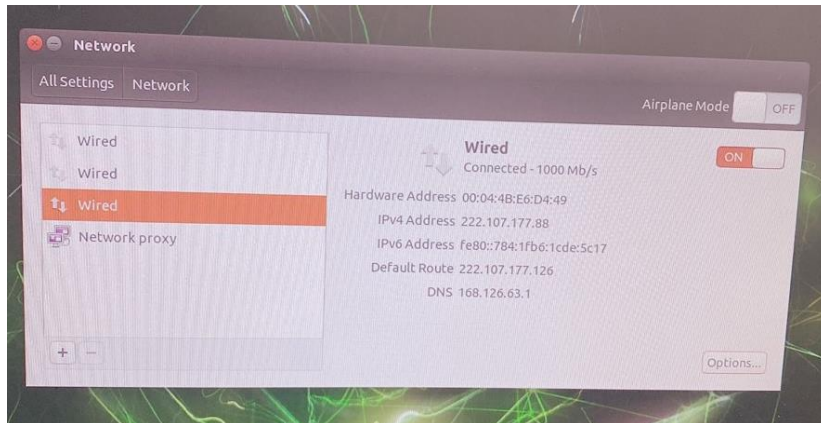 Network
All Settings Network
Airplane Mode OFF
Wired
Wired
Wired
Network proxy
Wired
Connected - 1000 Mb/s
ON
Hardware Address 00:04:4B:E6:D4:49
IPv4 Address 222.107.177.88
IPv6 Address fe80::784:1fb6:1cde:5c17
Default Route 222.107.177.126
DNS 168.126.63.1
Options...